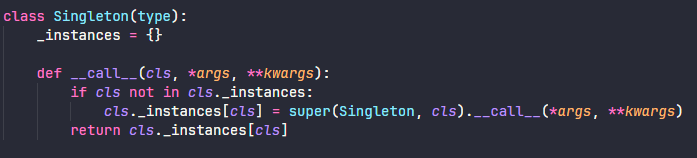 class Singleton(type):
    _instances = {}

    def __call__(cls, *args, **kwargs):
        if cls not in cls._instances:
            cls._instances[cls] = super(Singleton, cls).__call__(*args, **kwargs)
        return cls._instances[cls]